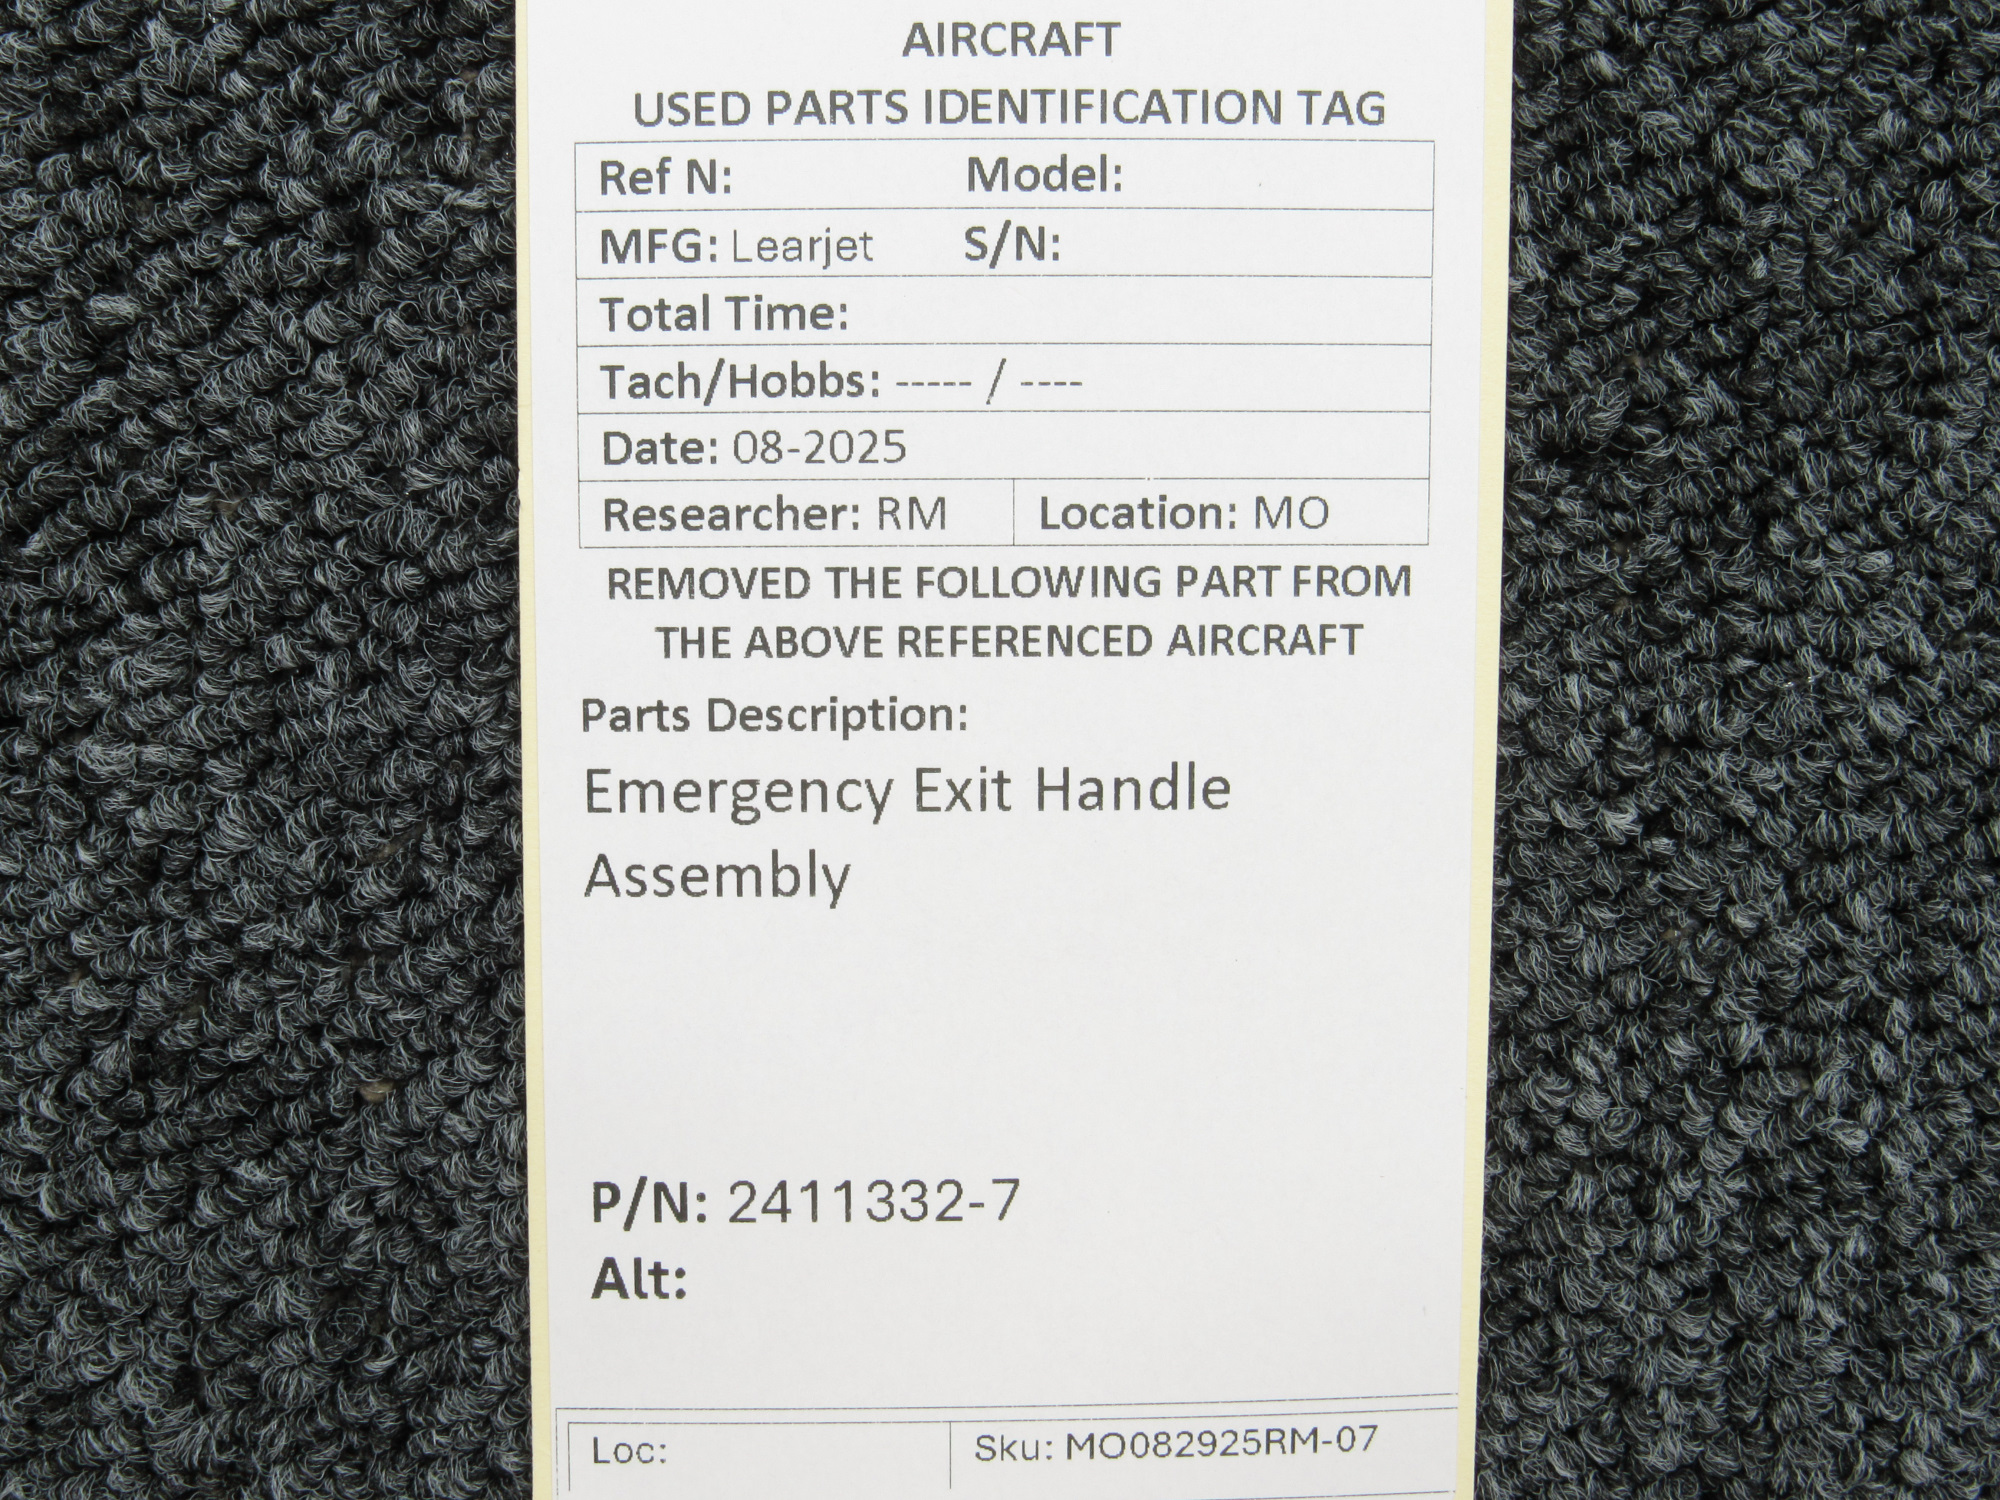 AIRCRAFT
USED PARTS IDENTIFICATION TAG
Ref N: Model:
MFG: Learjet S/N:
Total Time:
Tach/Hobbs: ----- / ----
Date: 08-2025
Researcher: RM Location: MO
REMOVED THE FOLLOWING PART FROM
THE ABOVE REFERENCED AIRCRAFT
Parts Description:
Emergency Exit Handle
Assembly
P/N: 2411332-7
Alt:
Loc: Sku: MO082925RM-07